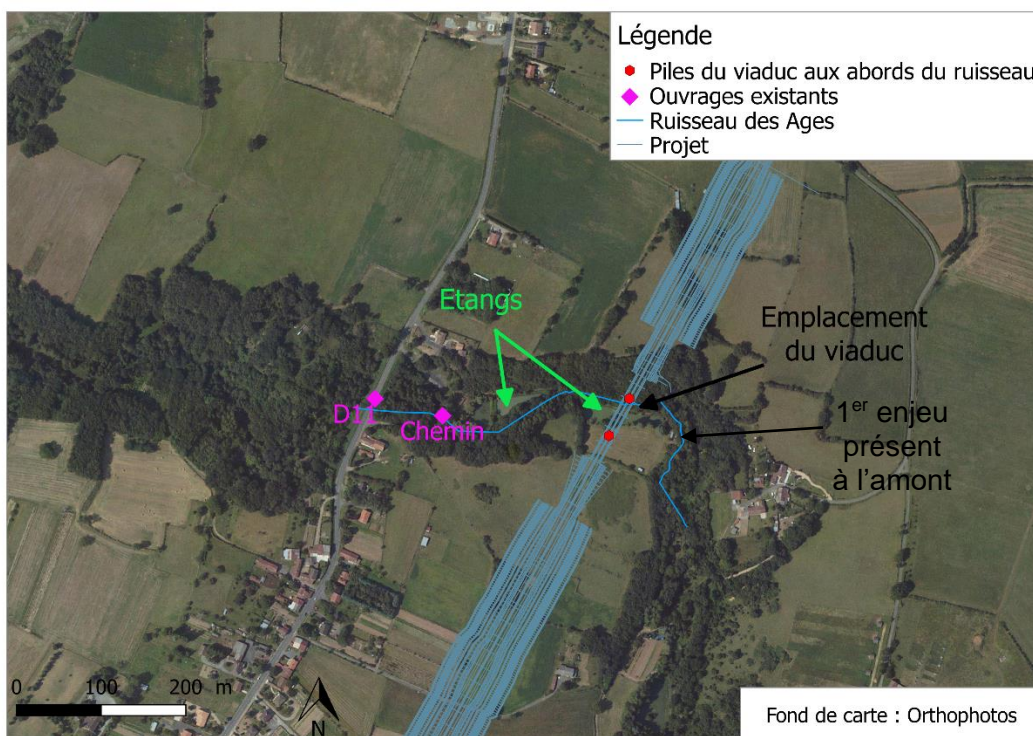 Légende
Piles du viaduc aux abords du ruisseau
Ouvrages existants
Ruisseau des Ages
Projet
Etangs
Emplacement
du viaduc
D11
Chemin
1er enjeu
présent
à l'amont
0 100 200 m
N
Fond de carte : Orthophotos